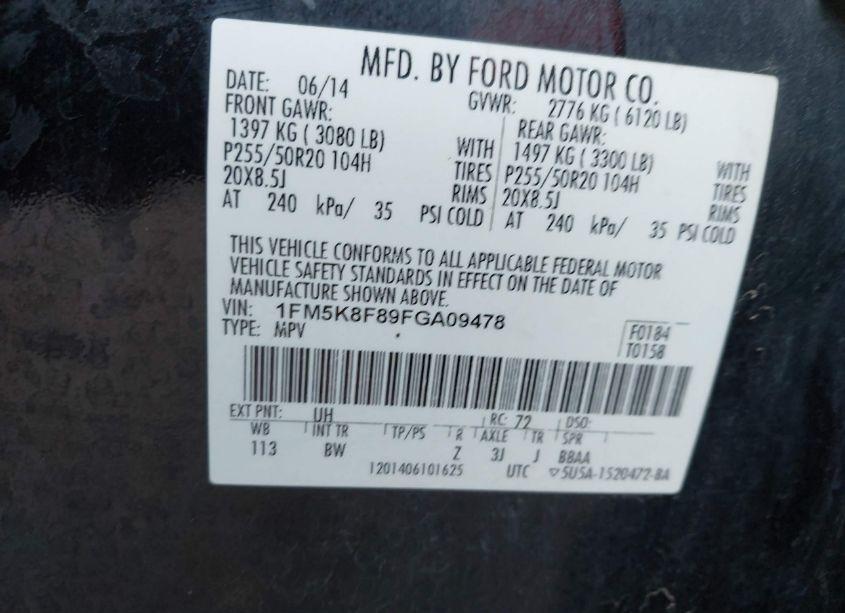 MFD. BY FORD MOTOR CO.
DATE: 06/14 GVWR: 2776 KG ( 6120 LB)
FRONT GAWR: REAR GAWR:
1397 KG ( 3080 LB) WITH 1497 KG ( 3300 LB) WITH
P255/50R20 104H TIRES P255/50R20 104H TIRES
20X8.5J RIMS 20X8.5J RIMS
AT 240 kPa/ 35 PSI COLD AT 240 kPa/ 35 PSI COLD
THIS VEHICLE CONFORMS TO ALL APPLICABLE FEDERAL MOTOR
VEHICLE SAFETY STANDARDS IN EFFECT ON THE DATE OF
MANUFACTURE SHOWN ABOVE.
VIN: 1FM5K8F89FGA09478
TYPE: MPV
F0184
T0158
EXT PNT: UH RC: 72 DSO:
WB INT TR TP/PS R AXLE TR SPR
113 BW Z 3J J BBAA
1201406101625 UTC ▽5U5A-1520472-BA